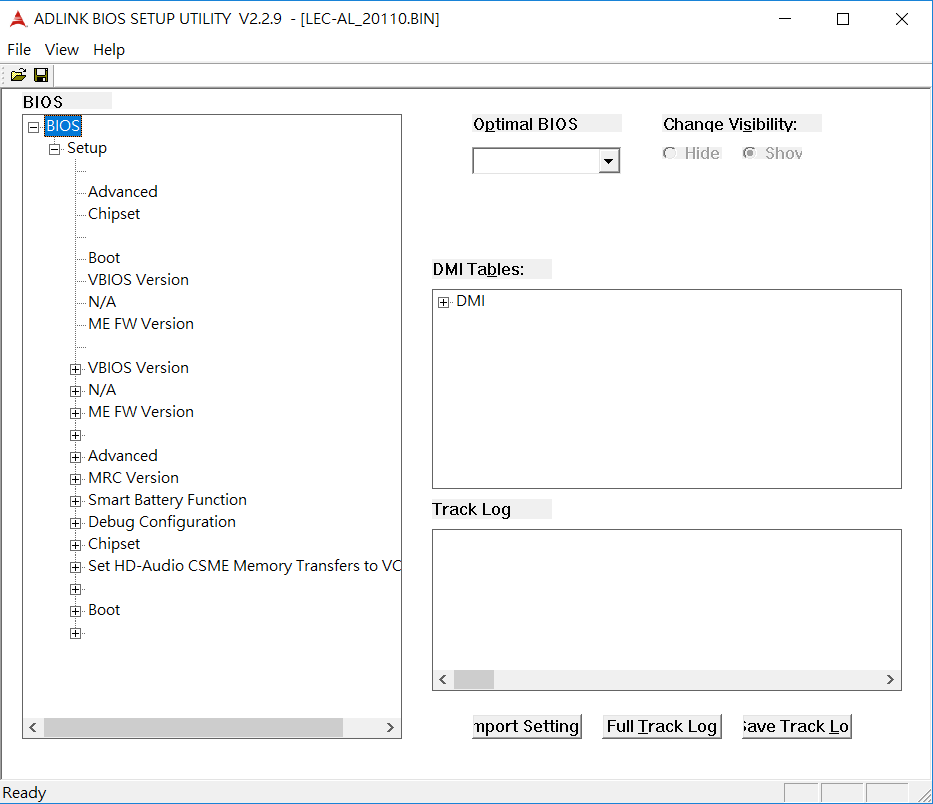 ADLINK BIOS SETUP UTILITY V2.2.9 - [LEC-AL_20110.BIN]
File View Help
BIOS
BIOS
Setup
Advanced
Chipset
Boot
VBIOS Version
N/A
ME FW Version
VBIOS Version
N/A
ME FW Version
Advanced
MRC Version
Smart Battery Function
Debug Configuration
Chipset
Set HD-Audio CSME Memory Transfers to VC
Boot
Optimal BIOS
Change Visibility:
Hide Shov
DMI Tables:
DMI
Track Log
mport Setting Full Track Log Save Track Lo
Ready